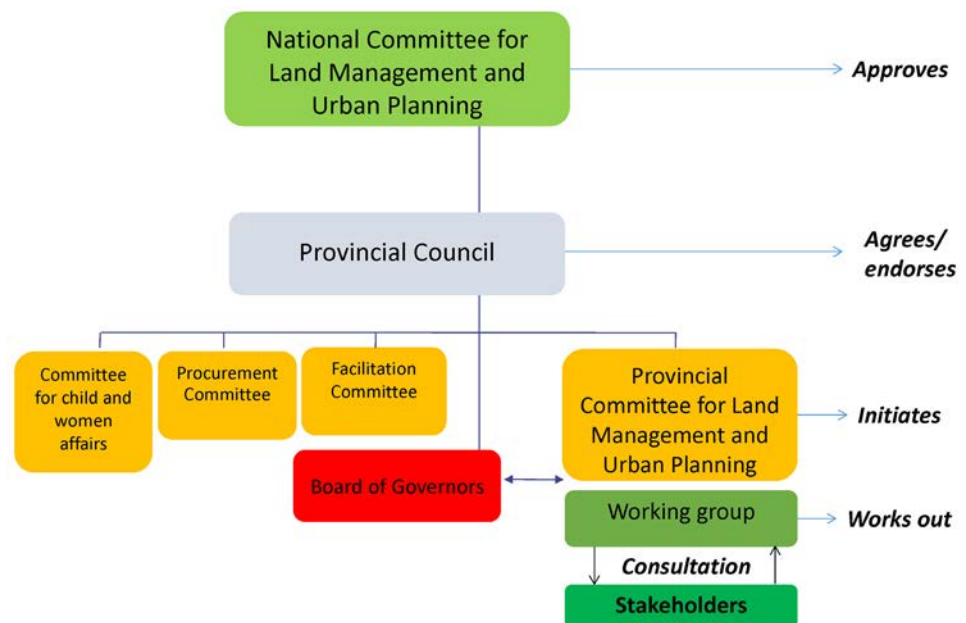 National Committee for
Land Management and
Urban Planning
Approves
Provincial Council
Agrees/
endorses
Committee
for child and
women
affairs
Procurement
Committee
Facilitation
Committee
Provincial
Committee for Land
Management and
Urban Planning
Initiates
Board of Governors
Working group
Works out
Consultation
Stakeholders